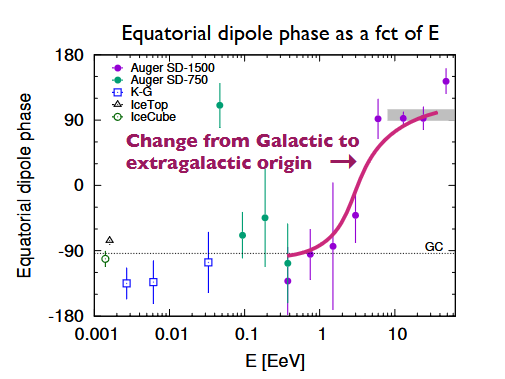 Equatorial dipole phase as a fct of E
180
Auger SD-1500
Auger SD-750
K-G
IceTop
IceCube
90
Change from Galactic to
extragalactic origin
0
-90
GC
-180
0.001
0.01
0.1
1
10
Equatorial dipole phase
E [EeV]